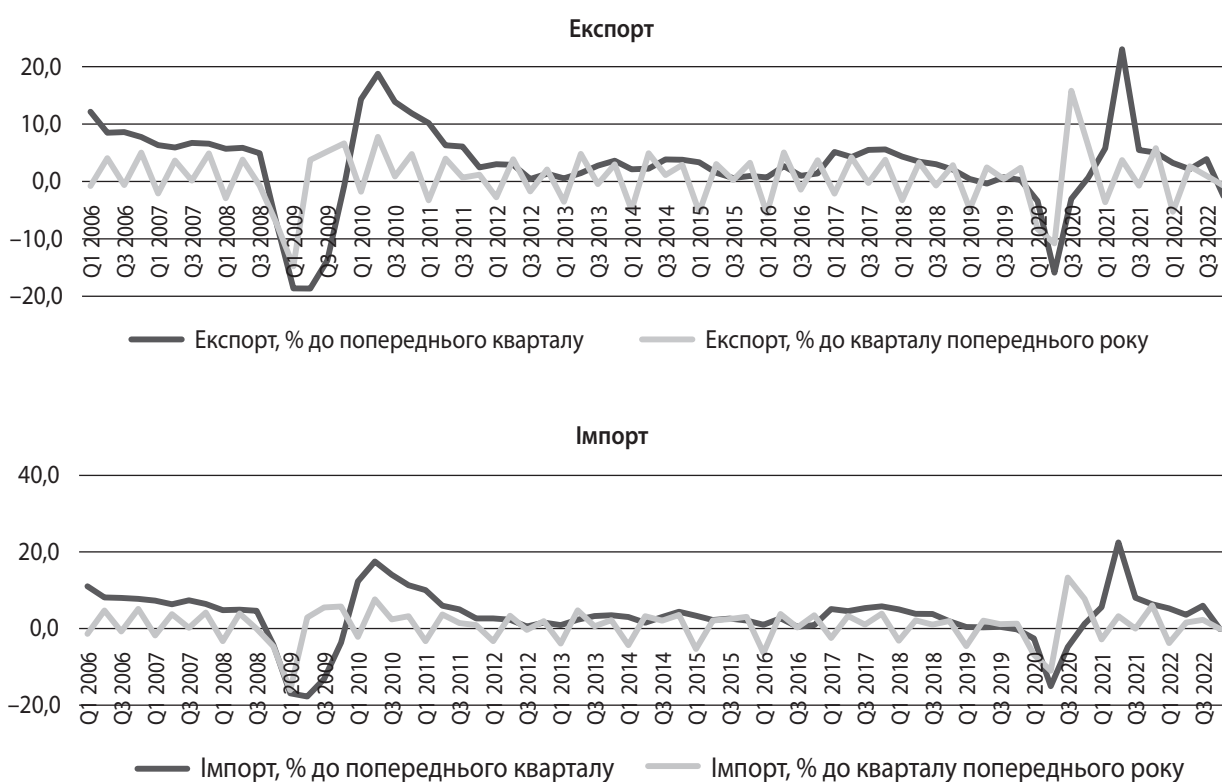 Експорт
20,0
10,0
0,0
–10,0
–20,0
Q1 2006
Q3 2006
Q1 2007
Q3 2007
Q1 2008
Q3 2008
Q1 2009
Q3 2009
Q1 2010
Q3 2010
Q1 2011
Q3 2011
Q1 2012
Q3 2012
Q1 2013
Q3 2013
Q1 2014
Q3 2014
Q1 2015
Q3 2015
Q1 2016
Q3 2016
Q1 2017
Q3 2017
Q1 2018
Q3 2018
Q1 2019
Q3 2019
Q1 2020
Q3 2020
Q1 2021
Q3 2021
Q1 2022
Q3 2022
Експорт, % до попереднього кварталу Експорт, % до кварталу попереднього року
Імпорт
40,0
20,0
0,0
–20,0
Q1 2006
Q3 2006
Q1 2007
Q3 2007
Q1 2008
Q3 2008
Q1 2009
Q3 2009
Q1 2010
Q3 2010
Q1 2011
Q3 2011
Q1 2012
Q3 2012
Q1 2013
Q3 2013
Q1 2014
Q3 2014
Q1 2015
Q3 2015
Q1 2016
Q3 2016
Q1 2017
Q3 2017
Q1 2018
Q3 2018
Q1 2019
Q3 2019
Q1 2020
Q3 2020
Q1 2021
Q3 2021
Q1 2022
Q3 2022
Імпорт, % до попереднього кварталу Імпорт, % до кварталу попереднього року